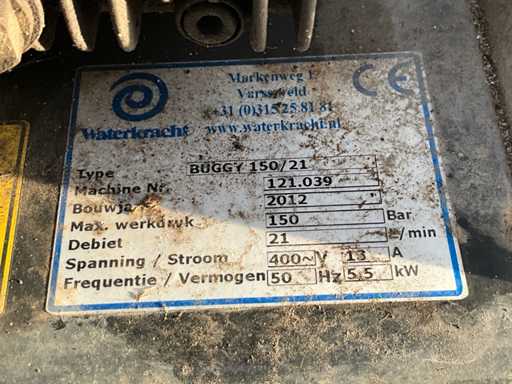 Markenweg 1
Varsseveld
+31 (0)315 25 81 81
www.waterkracht.nl
Waterkracht
CE
Type BUGGY 150/21
Machine Nr. 121.039
Bouwja 2012
Max. werkdruk 150 Bar
Debiet 21 /min
Spanning / Stroom 400~ V 13 A
Frequentie / Vermogen 50 Hz 5.5 kW